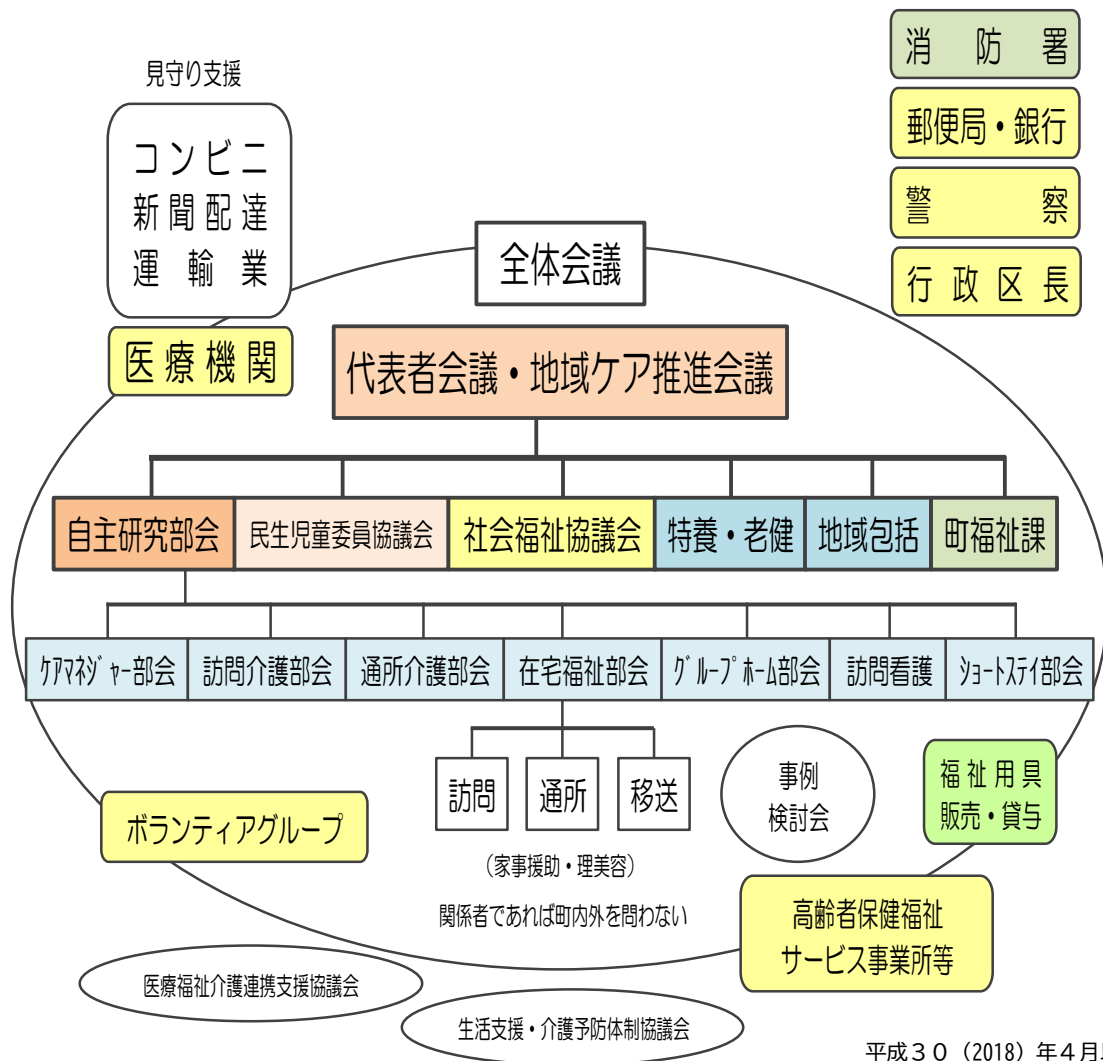 消防署
見守り支援
郵便局・銀行
コンビニ
新聞配達
運輸業
警察
行政区長
全体会議
医療機関
代表者会議・地域ケア推進会議
自主研究部会
民生児童委員協議会
社会福祉協議会
特養・老健
地域包括
町福祉課
ｹｱﾏﾈｼﾞｬｰ部会
訪問介護部会
通所介護部会
在宅福祉部会
ｸﾞﾙｰﾌﾟﾎｰﾑ部会
訪問看護
ｼｮｰﾄｽﾃｲ部会
訪問
通所
移送
事例
検討会
福祉用具
販売・貸与
ボランティアグループ
（家事援助・理美容）
関係者であれば町内外を問わない
高齢者保健福祉
サービス事業所等
医療福祉介護連携支援協議会
生活支援・介護予防体制協議会
平成３０（2018）年４月